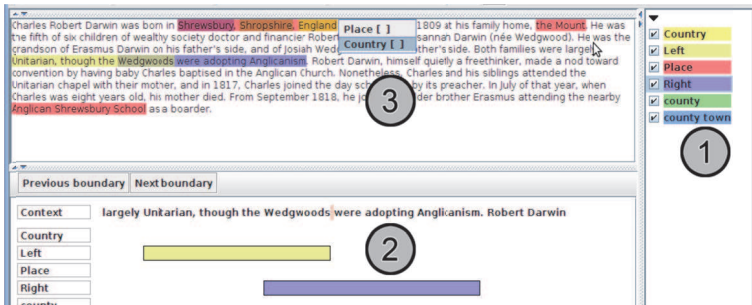 Charles Robert Darwin was born in Shrewsbury, Shropshire, England 1809 at his family home, the Mount. He was
the fifth of six children of wealthy society doctor and financier Robert susannah Darwin (née Wedgwood). He was the
grandson of Erasmus Darwin on his father's side, and of Josiah Wedg other's side. Both families were largely
Unitarian, though the Wedgwoods were adopting Anglicanism. Robert Darwin, himself quietly a freethinker, made a nod toward
convention by having baby Charles baptised in the Anglican Church. Nonetheless, Charles and his siblings attended the
Unitarian chapel with their mother, and in 1817, Charles joined the day sch by its preacher. In July of that year, when
Charles was eight years old, his mother died. From September 1818, he jo der brother Erasmus attending the nearby
Anglican Shrewsbury School as a boarder.
Place [ ]
Country [ ]
3
Country
Left
Place
Right
county
county town
1
Previous boundary Next boundary
Context largely Unitarian, though the Wedgwoods were adopting Anglicanism. Robert Darwin
Country
Left
Place
Right
county
2